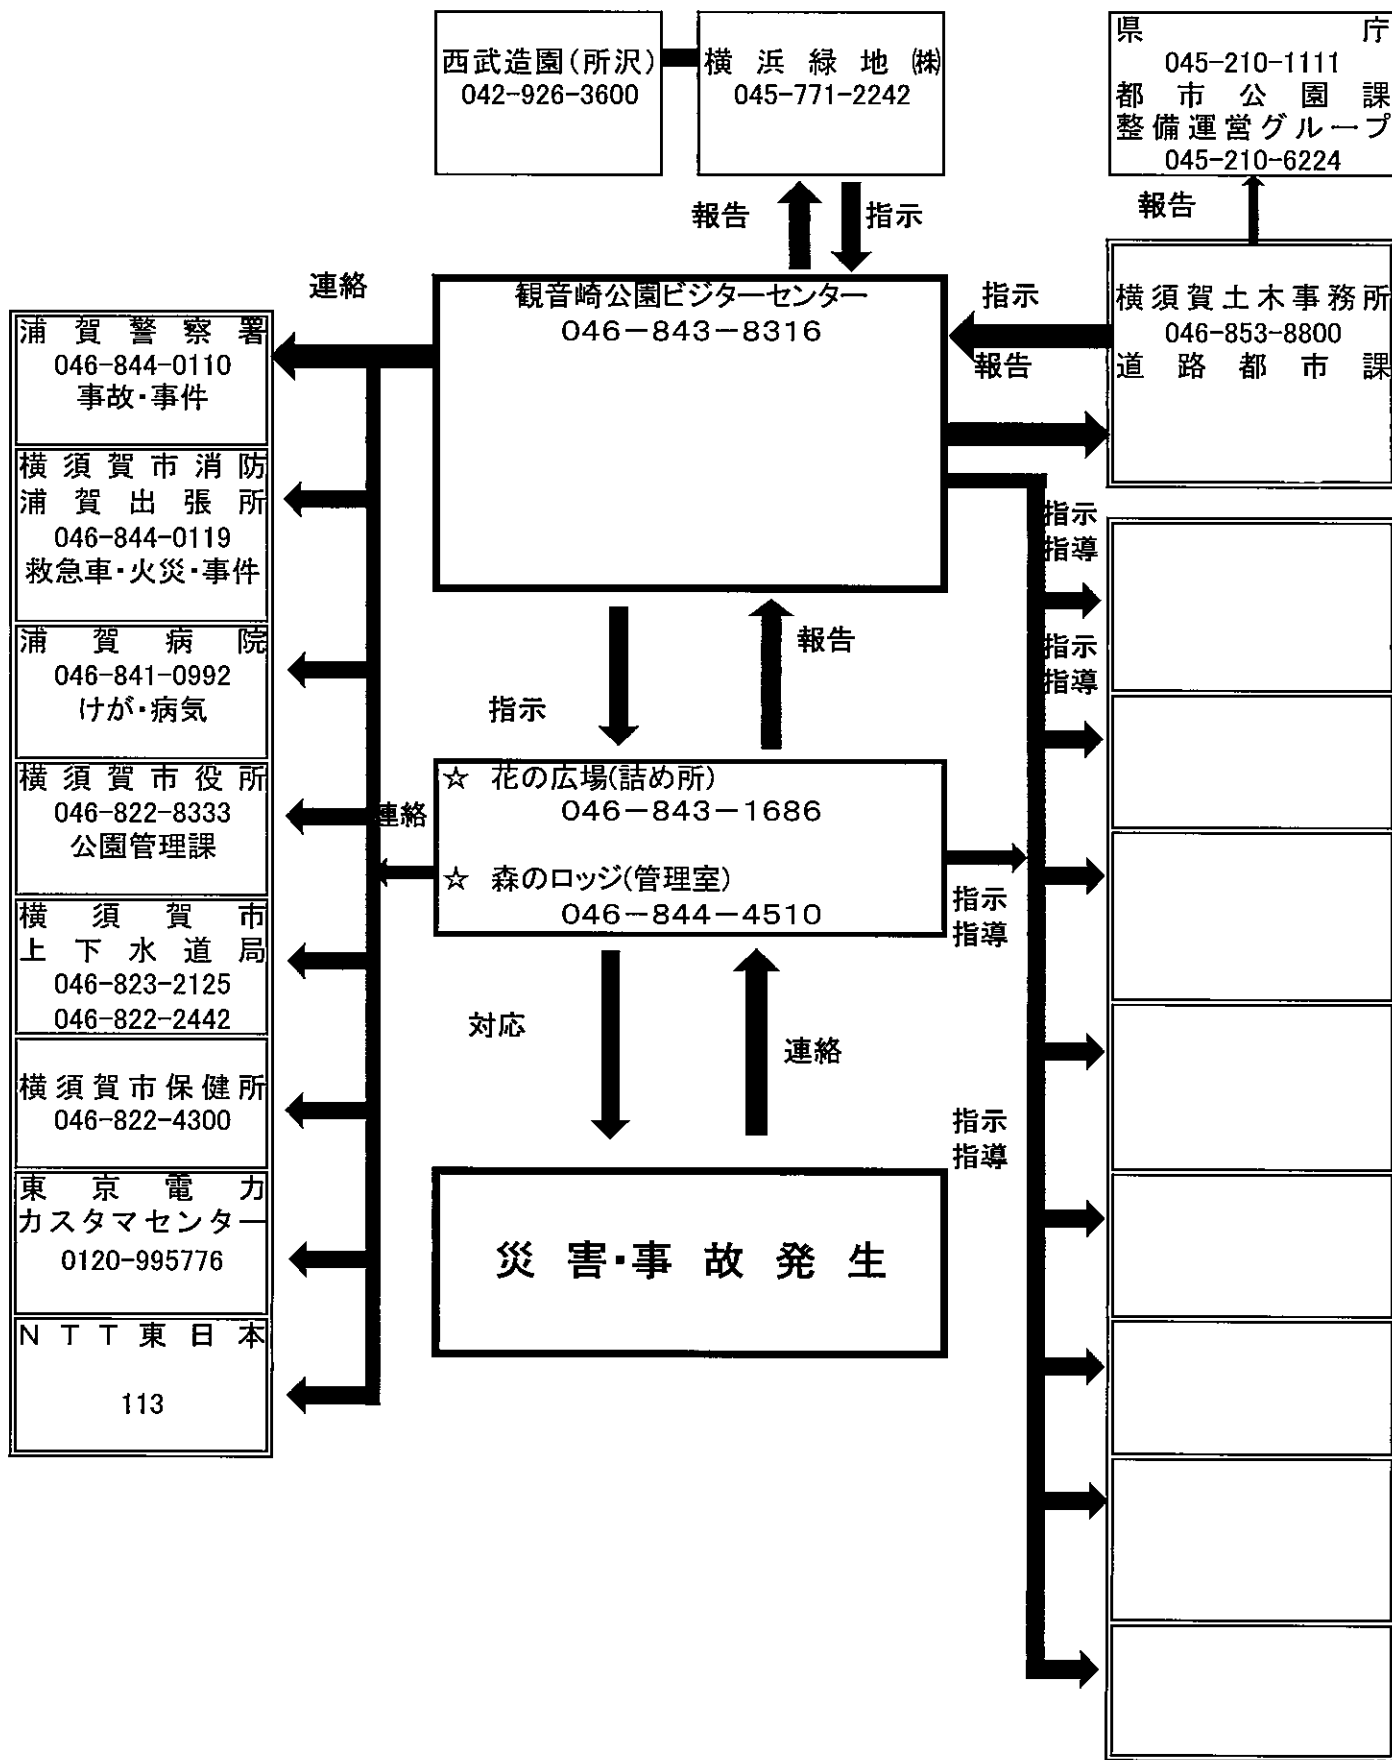 西武造園(所沢)
042-926-3600
横浜緑地㈱
045-771-2242
県庁
045-210-1111
都市公園課
整備運営グループ
045-210-6224
報告
指示
報告
連絡
観音崎公園ビジターセンター
046-843-8316
指示
報告
横須賀土木事務所
046-853-8800
道路都市課
浦賀警察署
046-844-0110
事故・事件
横須賀市消防
浦賀出張所
046-844-0119
救急車・火災・事件
浦賀病院
046-841-0992
けが・病気
横須賀市役所
046-822-8333
公園管理課
横須賀市
上下水道局
046-823-2125
046-822-2442
横須賀市保健所
046-822-4300
東京電力
カスタマセンター
0120-995776
NTT東日本
113
指示
報告
連絡
☆ 花の広場(詰め所)
046-843-1686
☆ 森のロッジ(管理室)
046-844-4510
対応
連絡
災害・事故発生
指示
指導
指示
指導
指示
指導
指示
指導